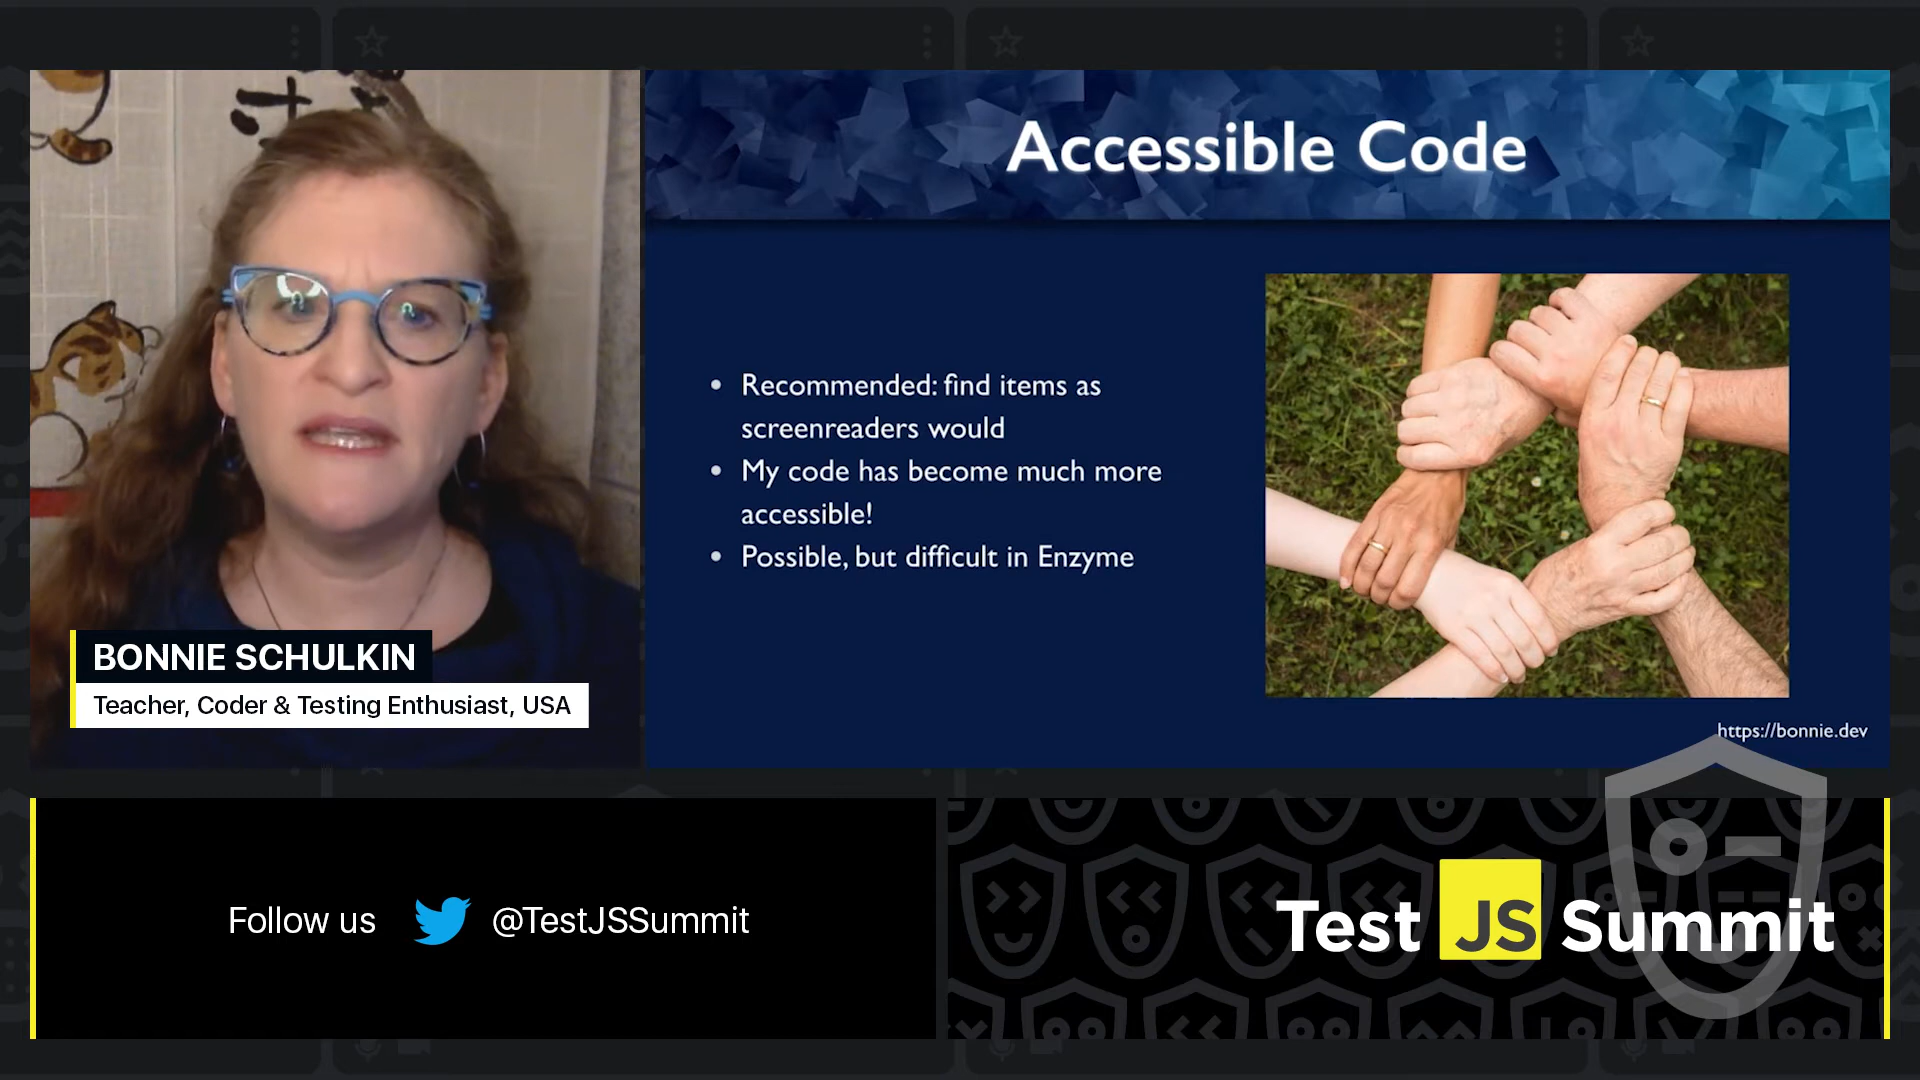 Accessible Code
• Recommended: find items as
screenreaders would
• My code has become much more
accessible!
• Possible, but difficult in Enzyme
https://bonnie.dev
BONNIE SCHULKIN
Teacher, Coder & Testing Enthusiast, USA
Follow us @TestJSSummit
Test JS Summit